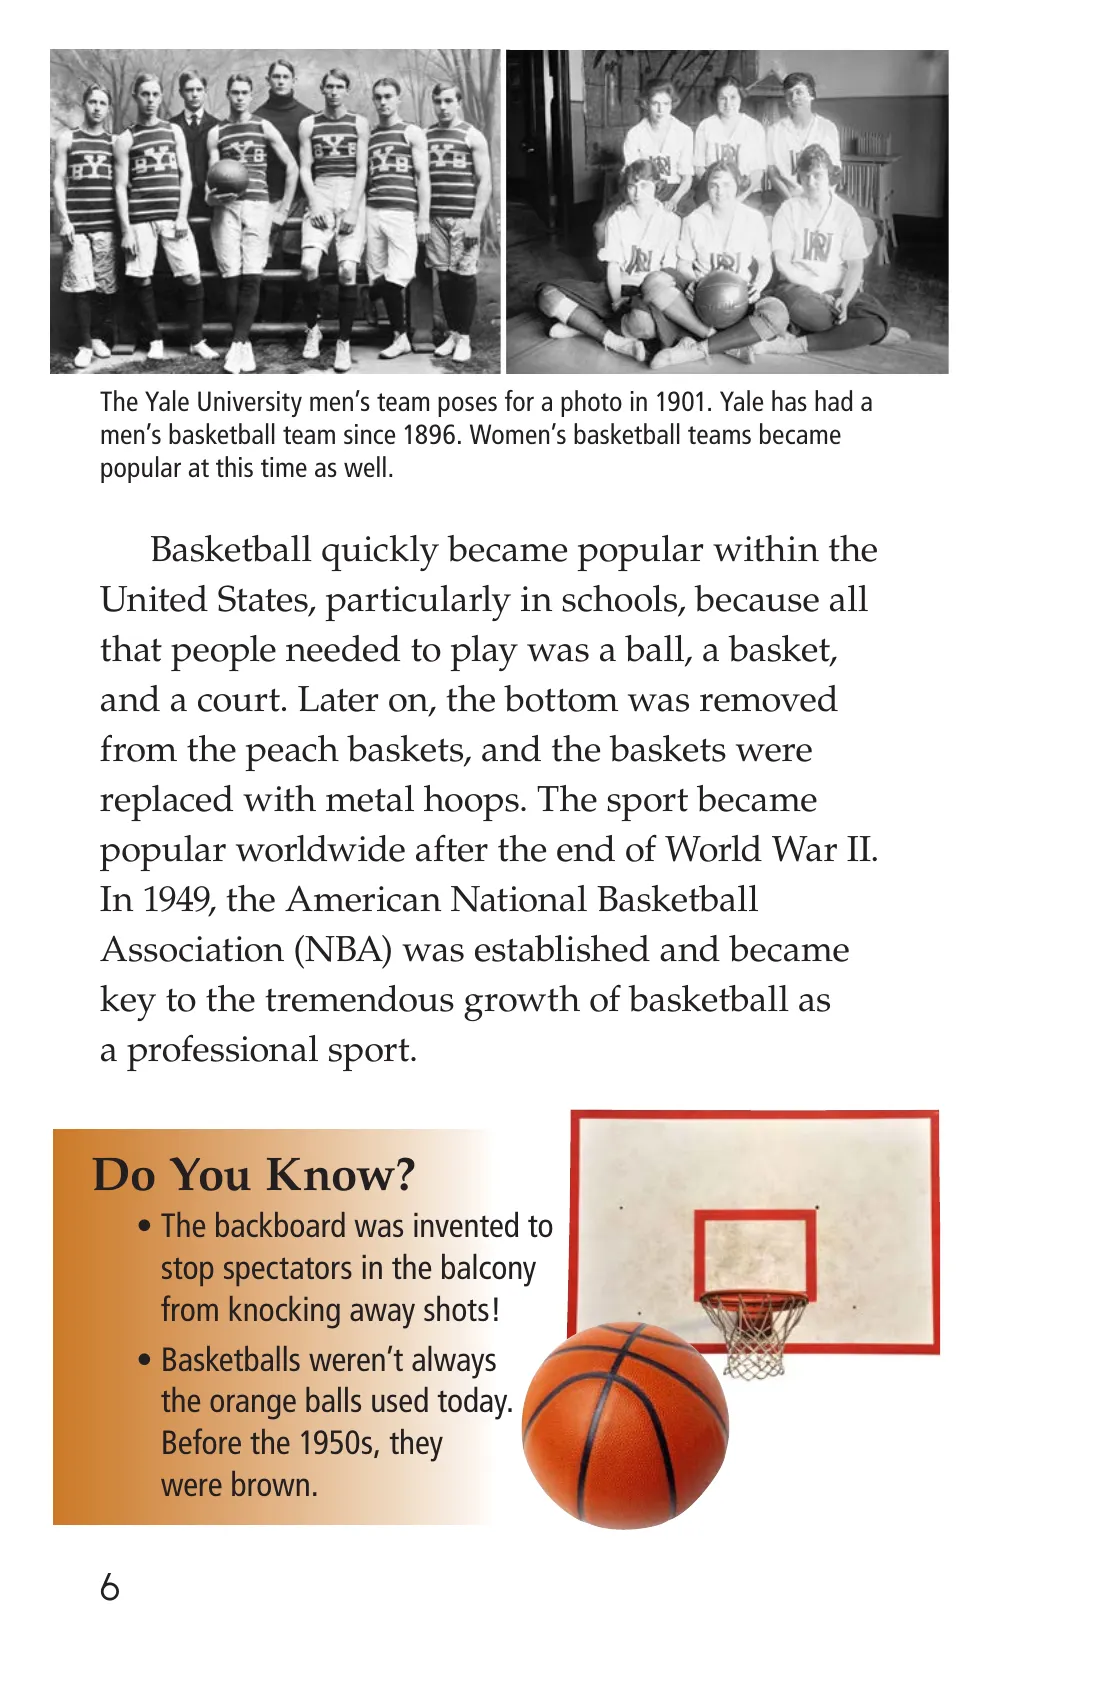 The Yale University men's team poses for a photo in 1901. Yale has had a
men's basketball team since 1896. Women's basketball teams became
popular at this time as well.
Basketball quickly became popular within the
United States, particularly in schools, because all
that people needed to play was a ball, a basket,
and a court. Later on, the bottom was removed
from the peach baskets, and the baskets were
replaced with metal hoops. The sport became
popular worldwide after the end of World War II.
In 1949, the American National Basketball
Association (NBA) was established and became
key to the tremendous growth of basketball as
a professional sport.
Do You Know?
• The backboard was invented to
stop spectators in the balcony
from knocking away shots!
• Basketballs weren't always
the orange balls used today.
Before the 1950s, they
were brown.
6